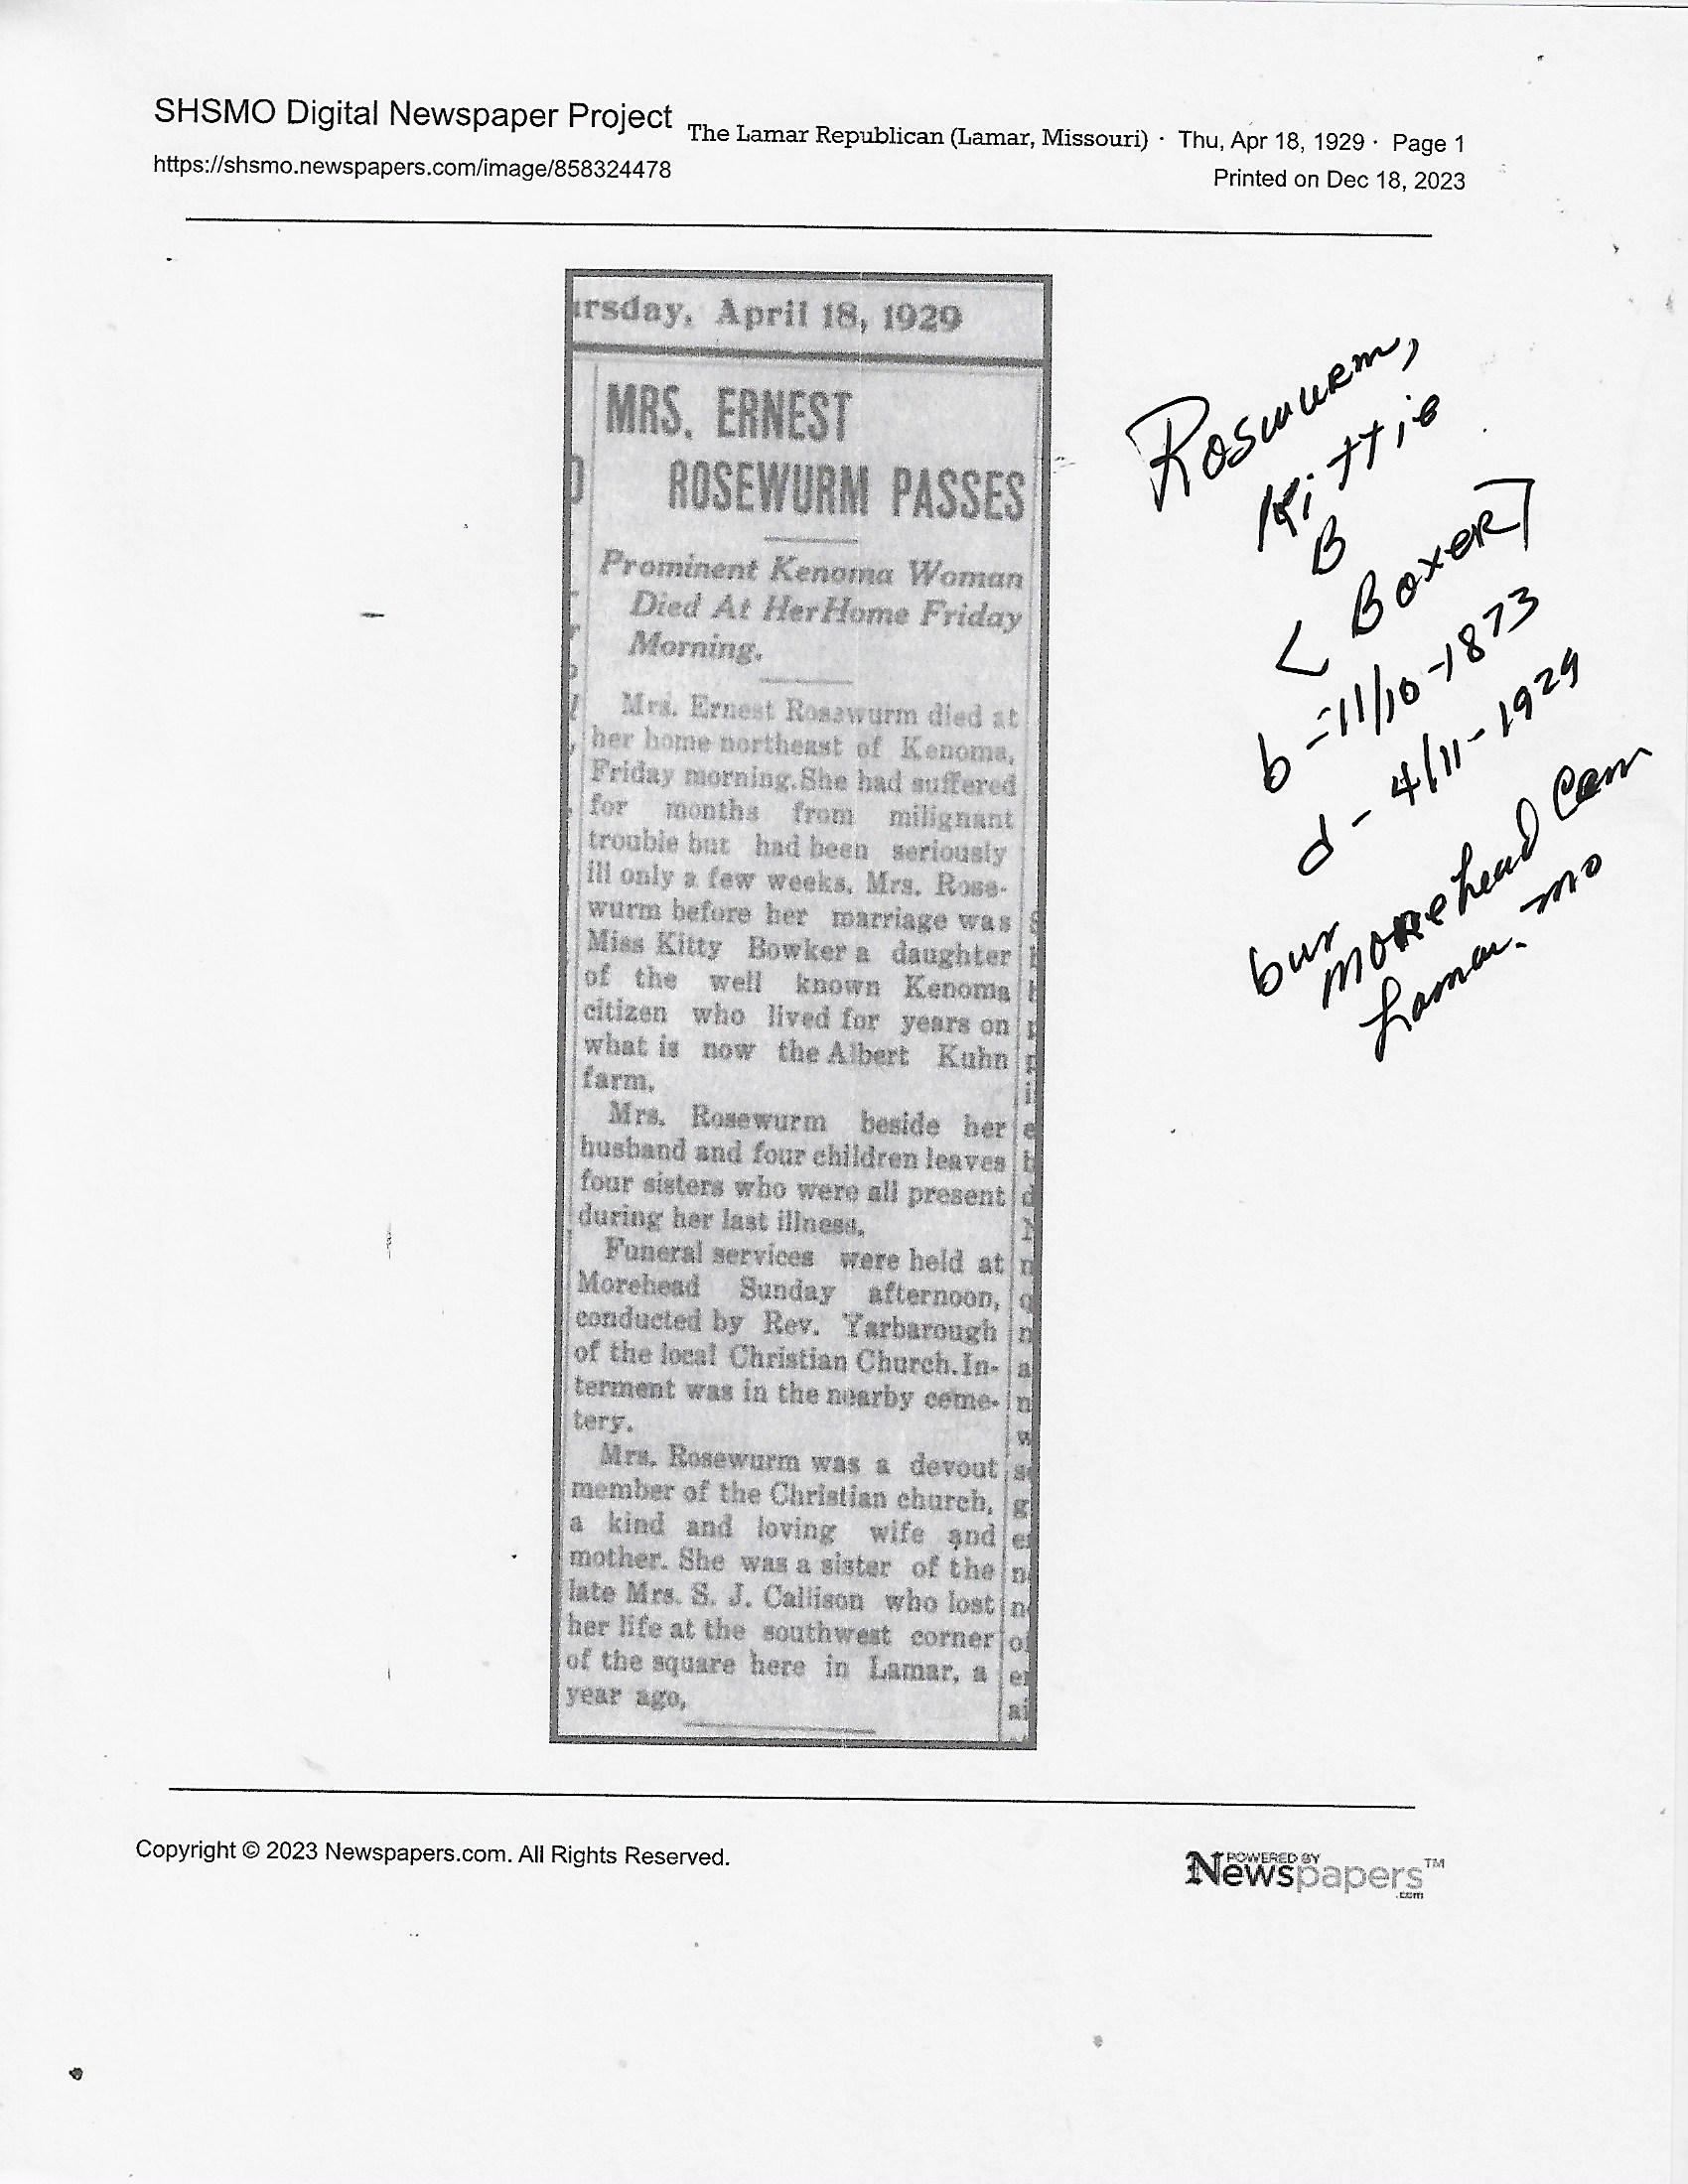 SHSMO Digital Newspaper Project
The Lamar Republican (Lamar, Missouri) · Thu, Apr 18, 1929 · Page 1
https://shsmo.newspapers.com/image/858324478
Printed on Dec 18, 2023
ursday, April 18, 1929
MRS. ERNEST
ROSEWURM PASSES
Prominent Kenoma Woman
Died At HerHome Friday
Morning.
Mrs. Ernest Rosewurm died at
her home northeast of Kenoma,
Friday morning.She had suffered
for months from milignant
trouble but had been seriously
ill only a few weeks. Mrs. Rose-
wurm before her marriage was
Miss Kitty Bowker a daughter
of the well known Kenoma
citizen who lived for years on
what is now the Albert Kuhn
farm.
Mrs. Rosewurm beside her
husband and four children leaves
four sisters who were all present
during her last illness.
Funeral services were held at
Morehead Sunday afternoon,
conducted by Rev. Yarbarough
of the local Christian Church.In-
terment was in the nearby ceme-
tery.
Mrs. Rosewurm was a devout
member of the Christian church,
a kind and loving wife and
mother. She was a sister of the
late Mrs. S. J. Callison who lost
her life at the southwest corner
of the square here in Lamar, a
year ago,
Roswurm,
Kittie
B
< Boxer 7
b - 11/10 - 1873
d - 4/11 - 1929
bur
Morehead Cem
Lamar. MO
Copyright © 2023 Newspapers.com. All Rights Reserved.
POWERED BY
Newspapers™
.com